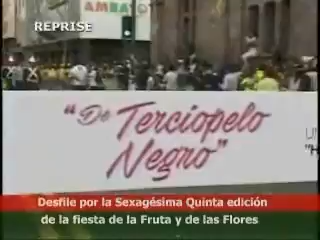 AMBATO
REPRISE
"De Terciopelo
Negro"
Desfile por la Sexagésima Quinta edición
de la fiesta de la Fruta y de las Flores